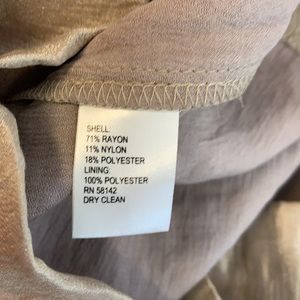 SHELL:
71% RAYON
11% NYLON
18% POLYESTER
LINING:
100% POLYESTER
RN 58142
DRY CLEAN